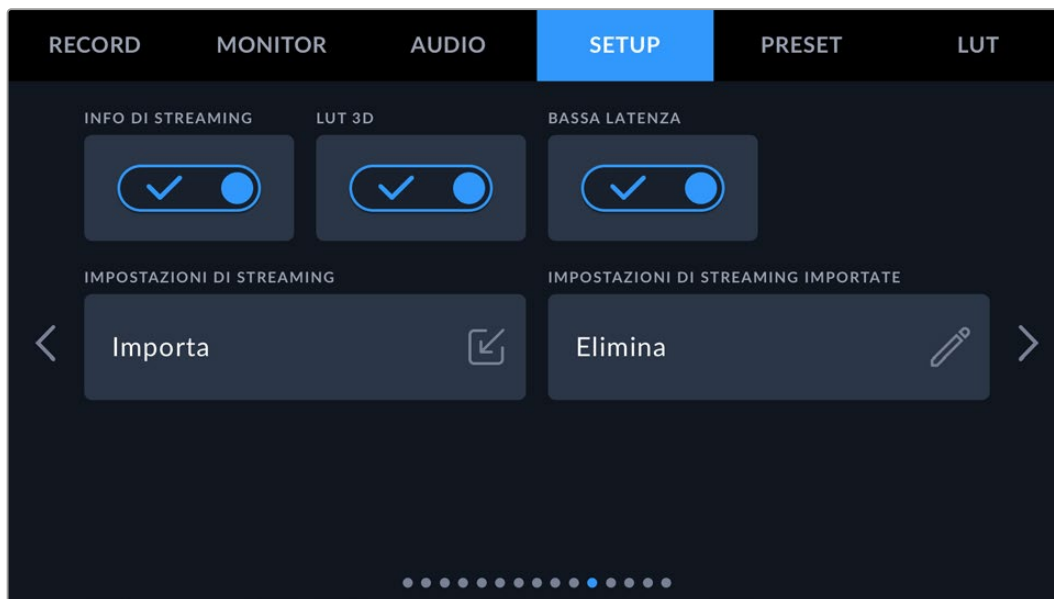 RECORD MONITOR AUDIO SETUP PRESET LUT
INFO DI STREAMING LUT 3D BASSA LATENZA
IMPOSTAZIONI DI STREAMING IMPOSTAZIONI DI STREAMING IMPORTATE
Importa Elimina